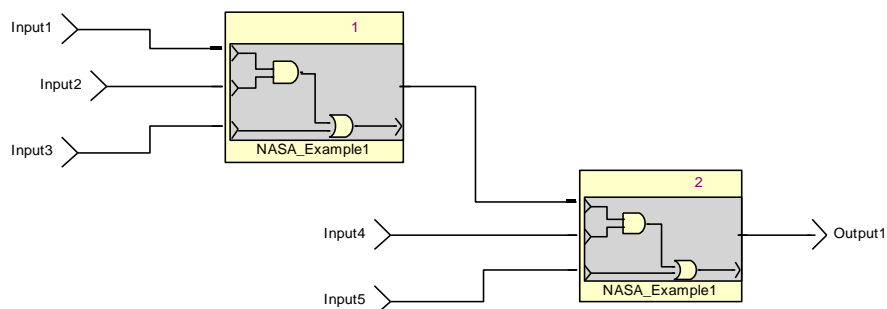 Input1
1
Input2
Input3
NASA_Example1
2
Input4
Output1
Input5
NASA_Example1